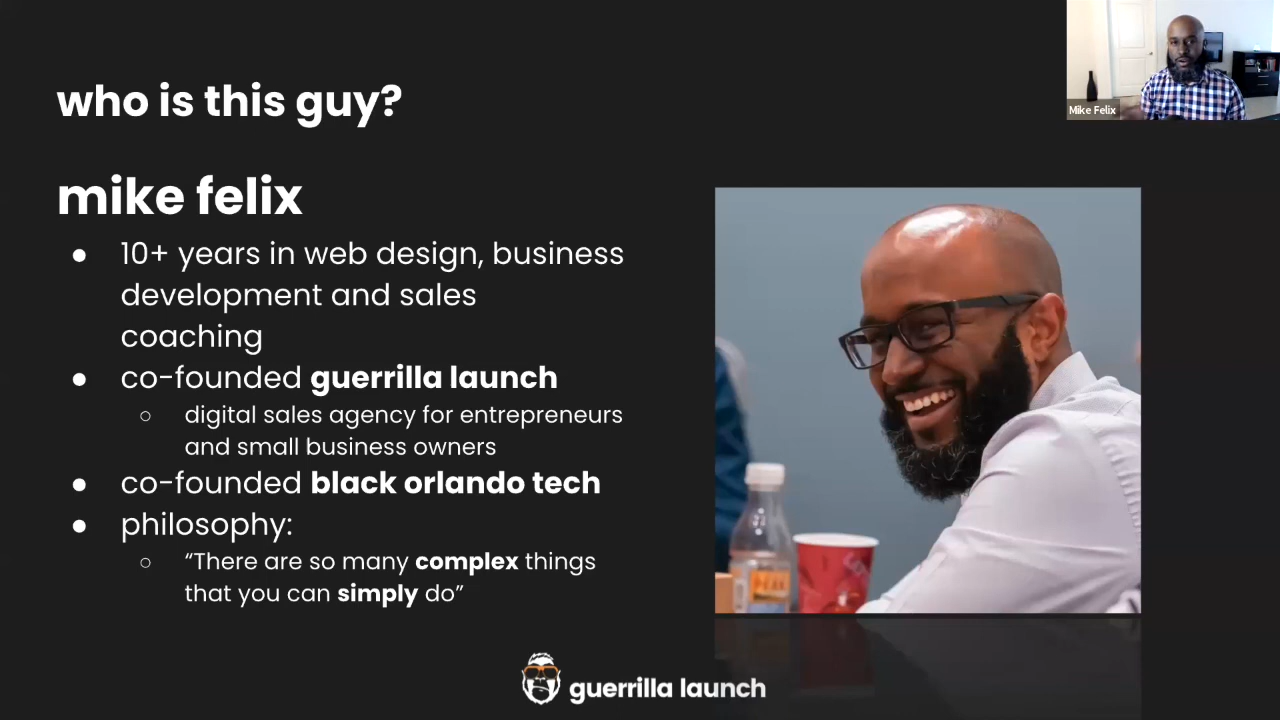 who is this guy?
Mike Felix
mike felix
● 10+ years in web design, business
development and sales
coaching
● co-founded guerrilla launch
○ digital sales agency for entrepreneurs
and small business owners
● co-founded black orlando tech
● philosophy:
○ “There are so many complex things
that you can simply do”
guerrilla launch